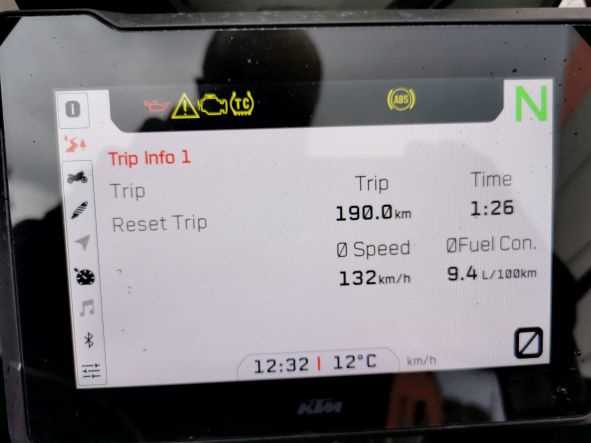 TC
ABS
N
Trip Info 1
Trip
Reset Trip
Trip
190.0km
Time
1:26
Ø Speed
132km/h
ØFuel Con.
9.4 L/100km
12:32 | 12°C
km/h
KTM